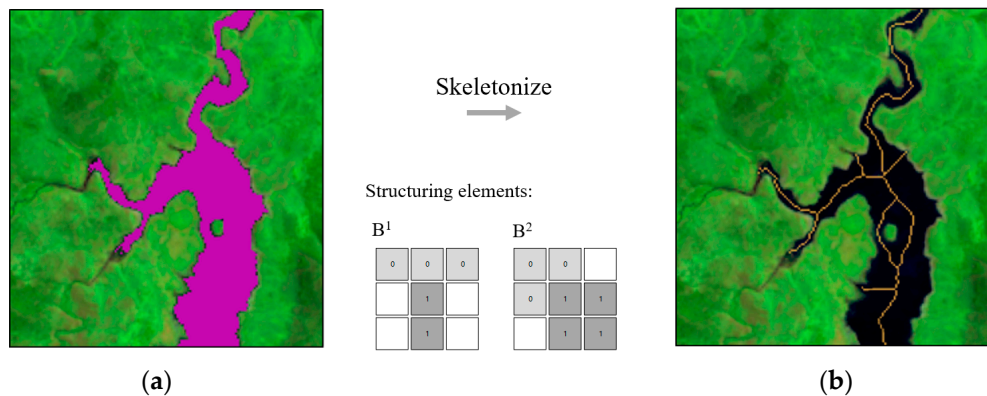 Skeletonize
Structuring elements:
B¹ B²
0 0 0 0 0
1 0 1 1
1 1 1
(a) (b)